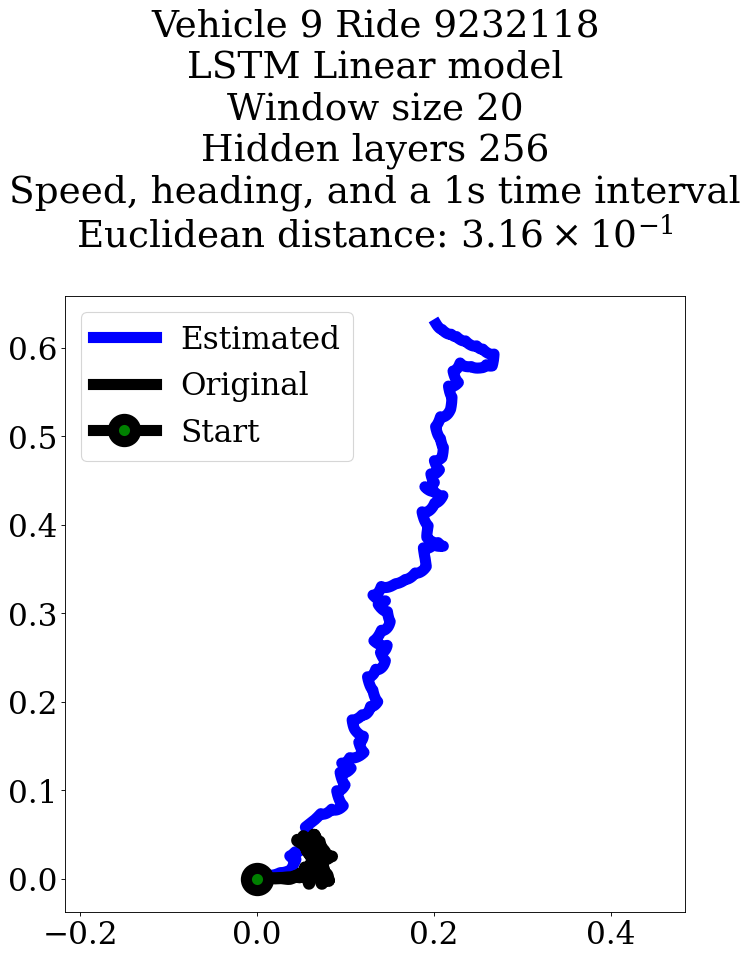 Vehicle 9 Ride 9232118
LSTM Linear model
Window size 20
Hidden layers 256
Speed, heading, and a 1s time interval
Euclidean distance: 3.16 × 10⁻¹
Estimated
Original
Start
0.6
0.5
0.4
0.3
0.2
0.1
0.0
−0.2 0.0 0.2 0.4